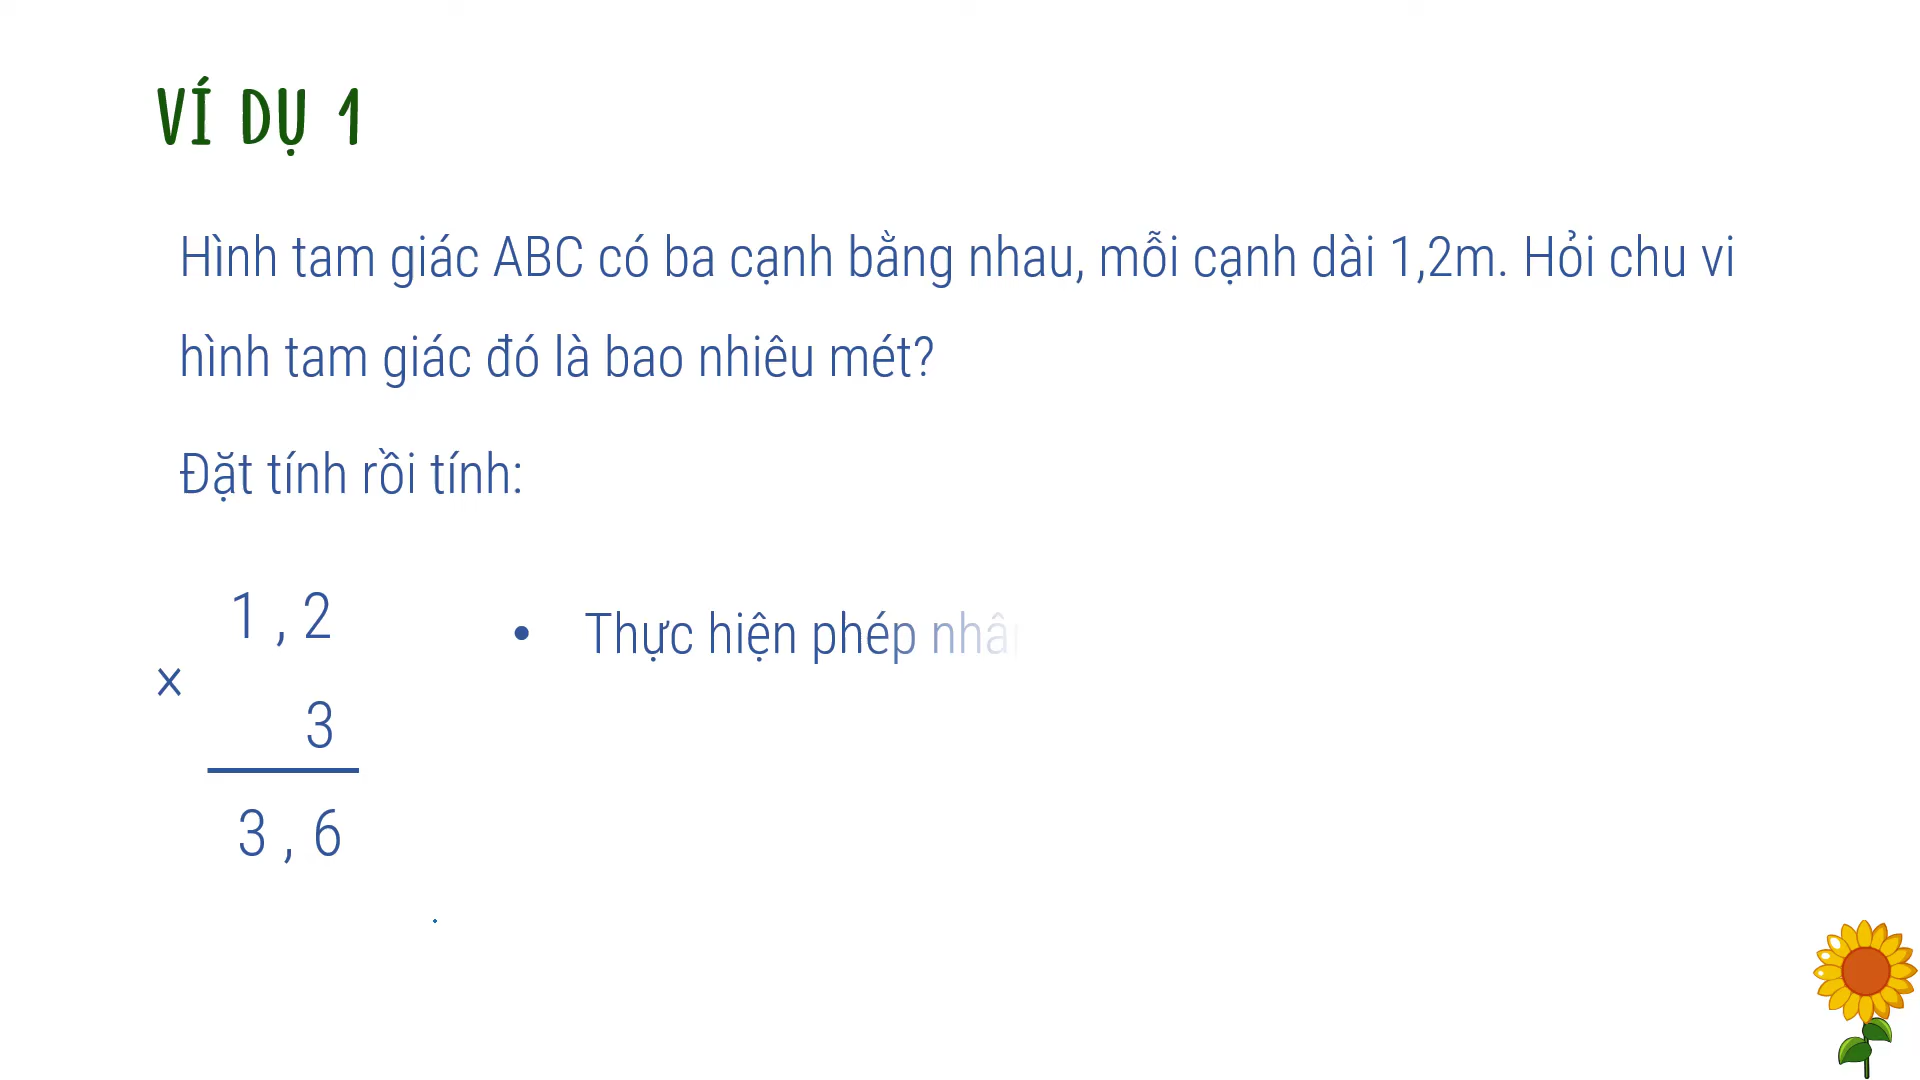 VÍ DỤ 1
Hình tam giác ABC có ba cạnh bằng nhau, mỗi cạnh dài 1,2m. Hỏi chu vi
hình tam giác đó là bao nhiêu mét?
Đặt tính rồi tính:
1 , 2
×
3
3 , 6
• Thực hiện phép
.